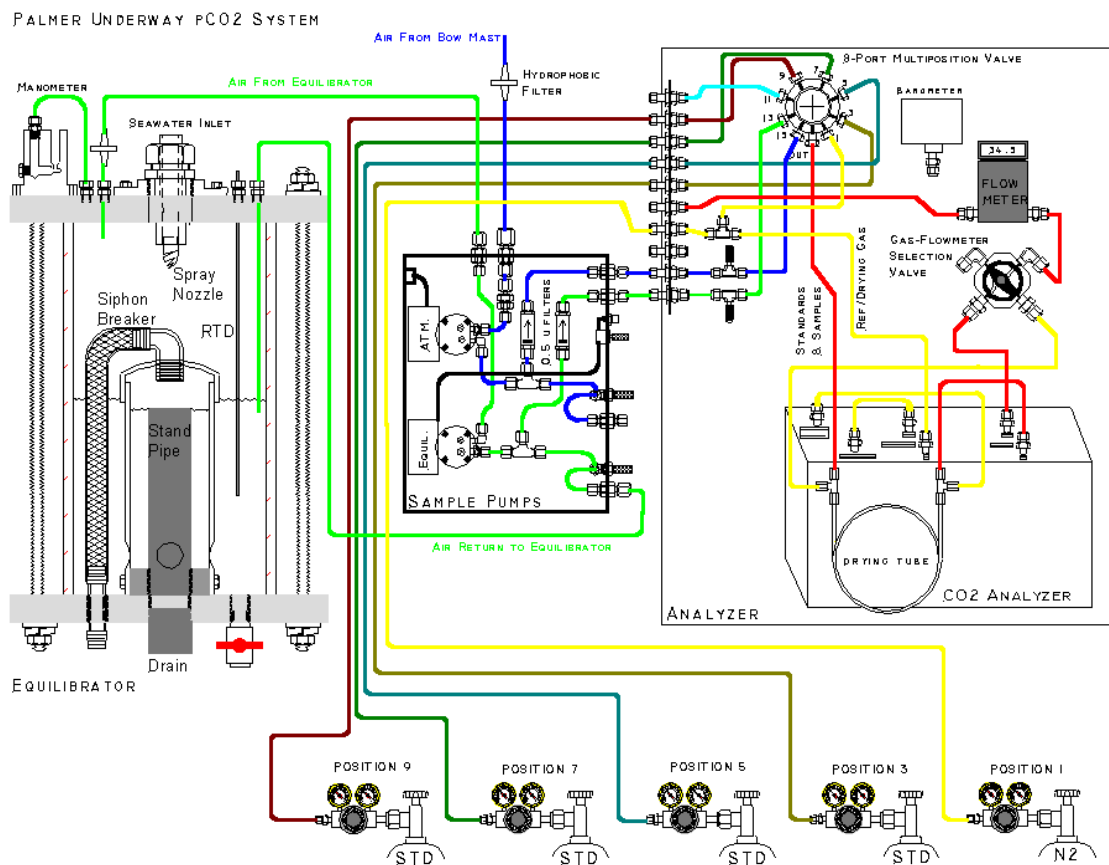 PALMER UNDERWAY PCO2 SYSTEM
AIR FROM BOW MAST
AIR FROM EQUILIBRATOR
MANOMETER
HYDROPHOBIC
FILTER
SEAWATER INLET
9-PORT MULTIPOSITION VALVE
BAROMETER
9
7
5
11
3
13
15
1
OUT
34.5
FLOW
METER
GAS-FLOWMETER
SELECTION
VALVE
Spray
Nozzle
Siphon
Breaker
RTD
Stand
Pipe
ATM.
0.5 U FILTERS
EQUIL.
SAMPLE PUMPS
STANDARDS
& SAMPLES
REF/DRYING GAS
AIR RETURN TO EQUILIBRATOR
DRYING TUBE
CO2 ANALYZER
ANALYZER
Drain
EQUILIBRATOR
POSITION 9
POSITION 7
POSITION 5
POSITION 3
POSITION 1
STD
STD
STD
STD
N2